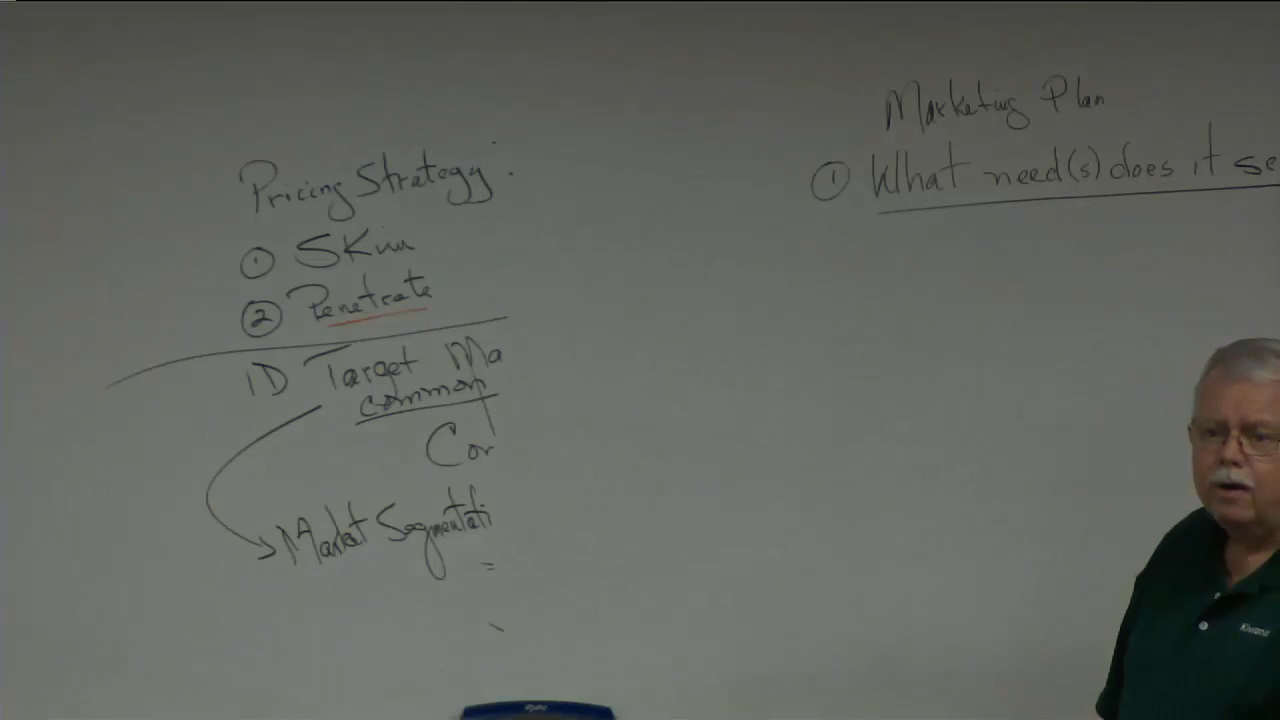 Pricing Strategy.
① Skim
② Penetrate
ID Target Ma
common
Cor
Market Segmentati
=
Marketing Plan
① What need(s) does it se